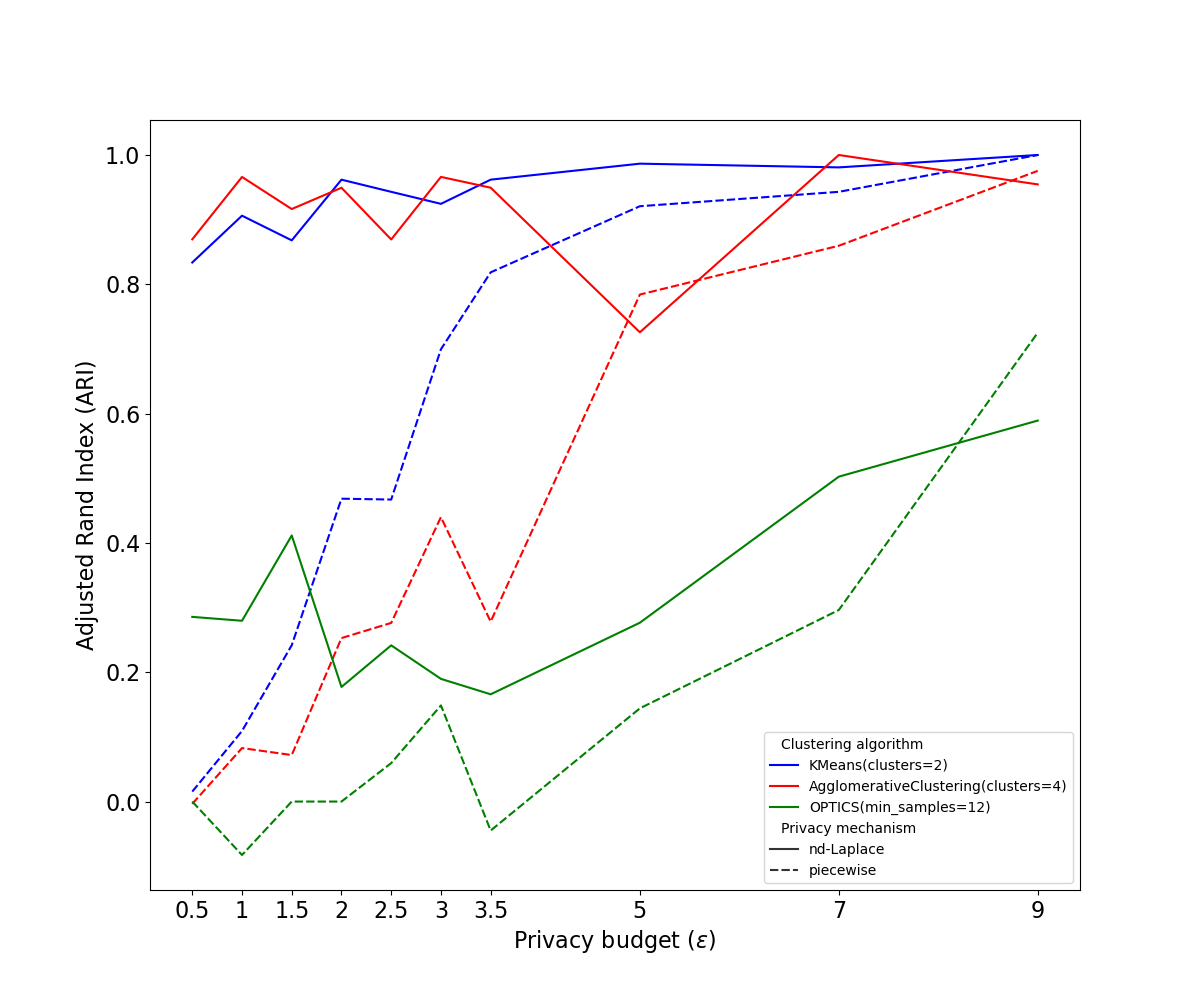 1.0
0.8
0.6
0.4
0.2
0.0
Adjusted Rand Index (ARI)
0.5 1 1.5 2 2.5 3 3.5 5 7 9
Privacy budget (ε)
Clustering algorithm
KMeans(clusters=2)
AgglomerativeClustering(clusters=4)
OPTICS(min_samples=12)
Privacy mechanism
nd-Laplace
piecewise